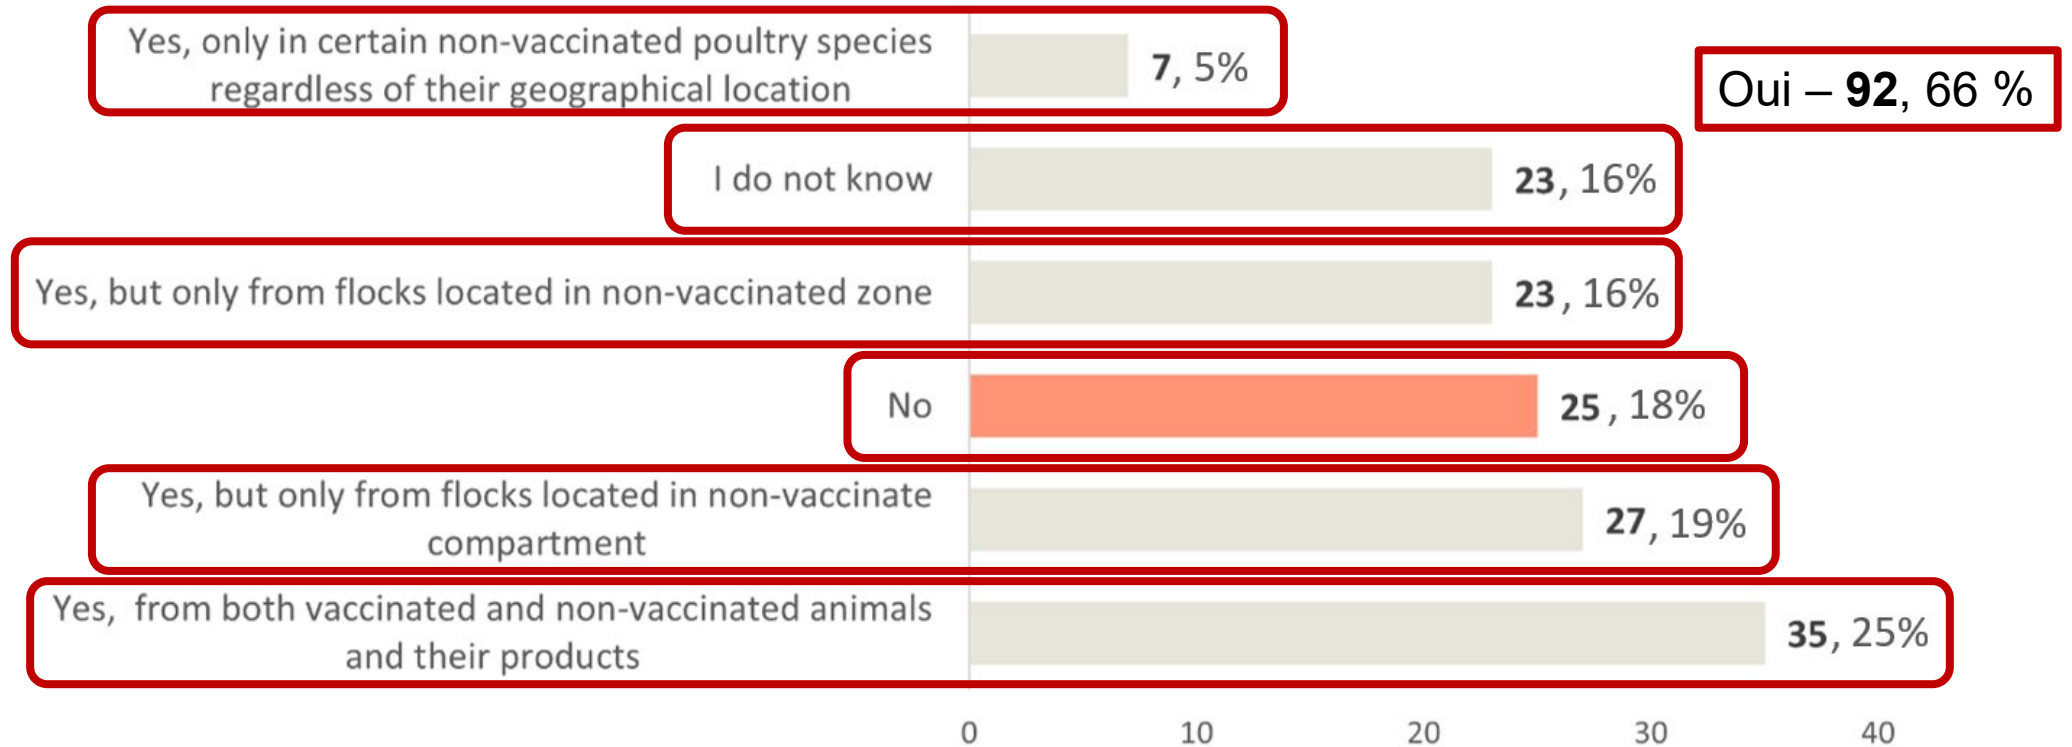 Yes, only in certain non-vaccinated poultry species
regardless of their geographical location
7, 5%
Oui – 92, 66 %
I do not know
23, 16%
Yes, but only from flocks located in non-vaccinated zone
23, 16%
No
25, 18%
Yes, but only from flocks located in non-vaccinate
compartment
27, 19%
Yes, from both vaccinated and non-vaccinated animals
and their products
35, 25%
0 10 20 30 40